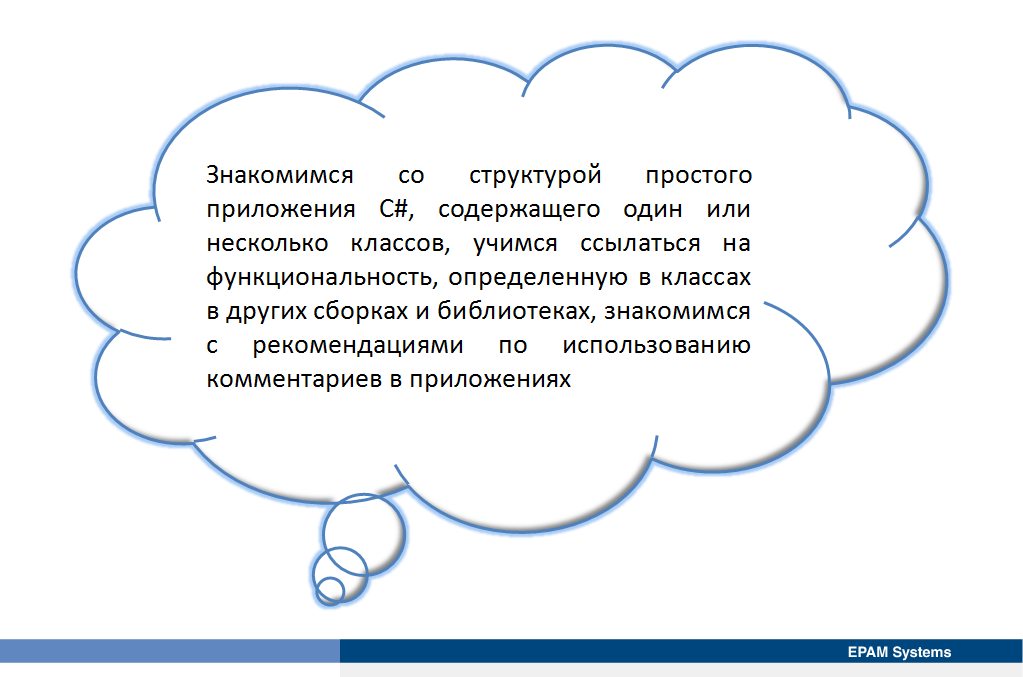 Знакомимся со структурой простого
приложения C#, содержащего один или
несколько классов, учимся ссылаться на
функциональность, определенную в классах
в других сборках и библиотеках, знакомимся
с рекомендациями по использованию
комментариев в приложениях
EPAM Systems